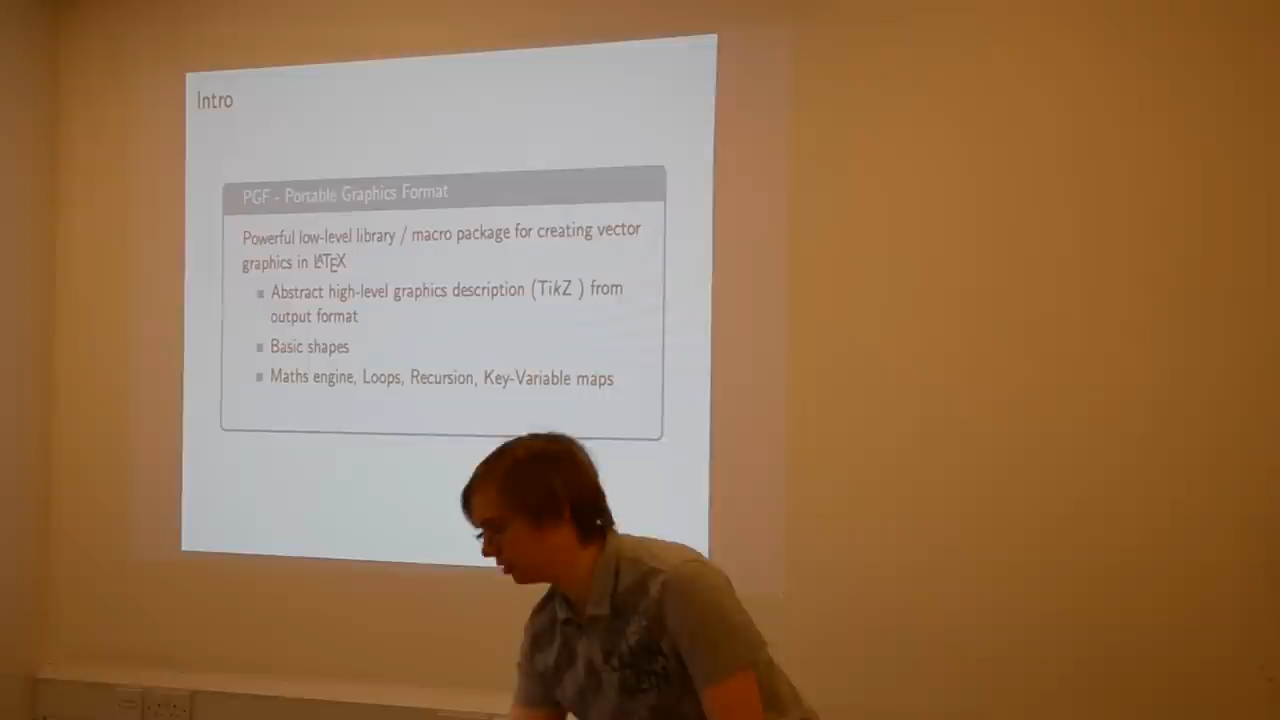 Intro
PGF - Portable Graphics Format
Powerful low-level library / macro package for creating vector
graphics in LATEX
Abstract high-level graphics description (TikZ ) from
output format
Basic shapes
Maths engine, Loops, Recursion, Key-Variable maps